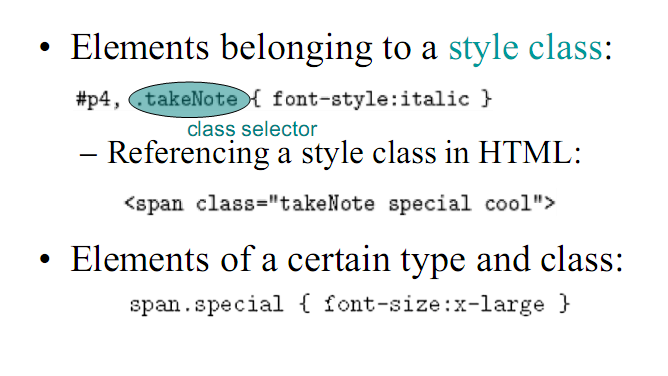 • Elements belonging to a style class:
#p4, .takeNote { font-style:italic }
class selector
– Referencing a style class in HTML:
<span class="takeNote special cool">
• Elements of a certain type and class:
span.special { font-size:x-large }